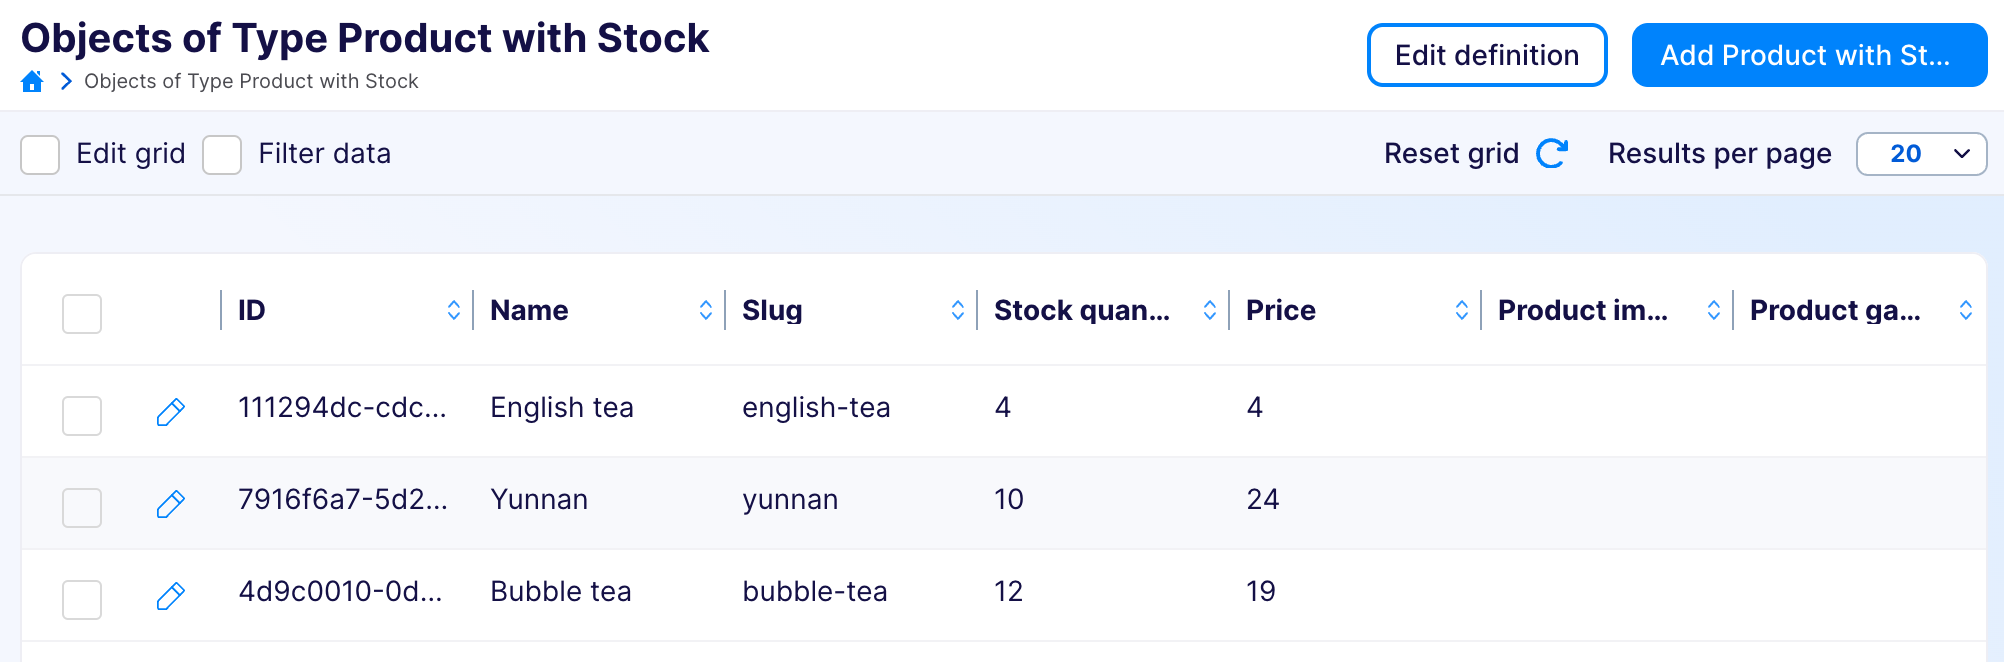 Objects of Type Product with Stock
Edit definition
Add Product with St...
Objects of Type Product with Stock
Edit grid
Filter data
Reset grid
Results per page
20
ID Name Slug Stock quan... Price Product im... Product ga...
111294dc-cdc... English tea english-tea 4 4
7916f6a7-5d2... Yunnan yunnan 10 24
4d9c0010-0d... Bubble tea bubble-tea 12 19